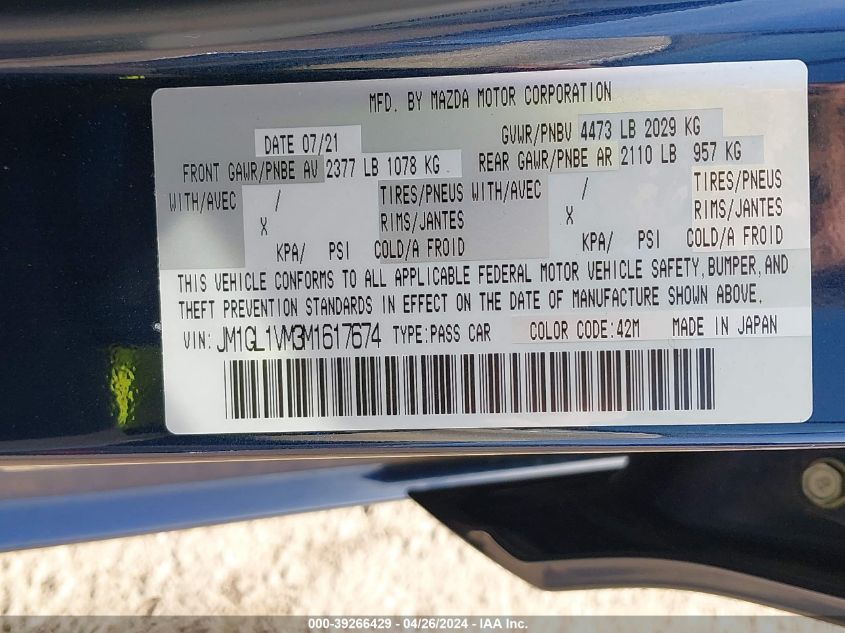 MFD. BY MAZDA MOTOR CORPORATION
DATE 07/21 GVWR/PNBV 4473 LB 2029 KG
FRONT GAWR/PNBE AV 2377 LB 1078 KG REAR GAWR/PNBE AR 2110 LB 957 KG
WITH/AVEC / TIRES/PNEUS WITH/AVEC / TIRES/PNEUS
X RIMS/JANTES X RIMS/JANTES
KPA/ PSI COLD/A FROID KPA/ PSI COLD/A FROID
THIS VEHICLE CONFORMS TO ALL APPLICABLE FEDERAL MOTOR VEHICLE SAFETY, BUMPER, AND
THEFT PREVENTION STANDARDS IN EFFECT ON THE DATE OF MANUFACTURE SHOWN ABOVE.
VIN: JM1GL1VM3M1617674 TYPE:PASS CAR COLOR CODE:42M MADE IN JAPAN
000-39266429 - 04/26/2024 - IAA Inc.